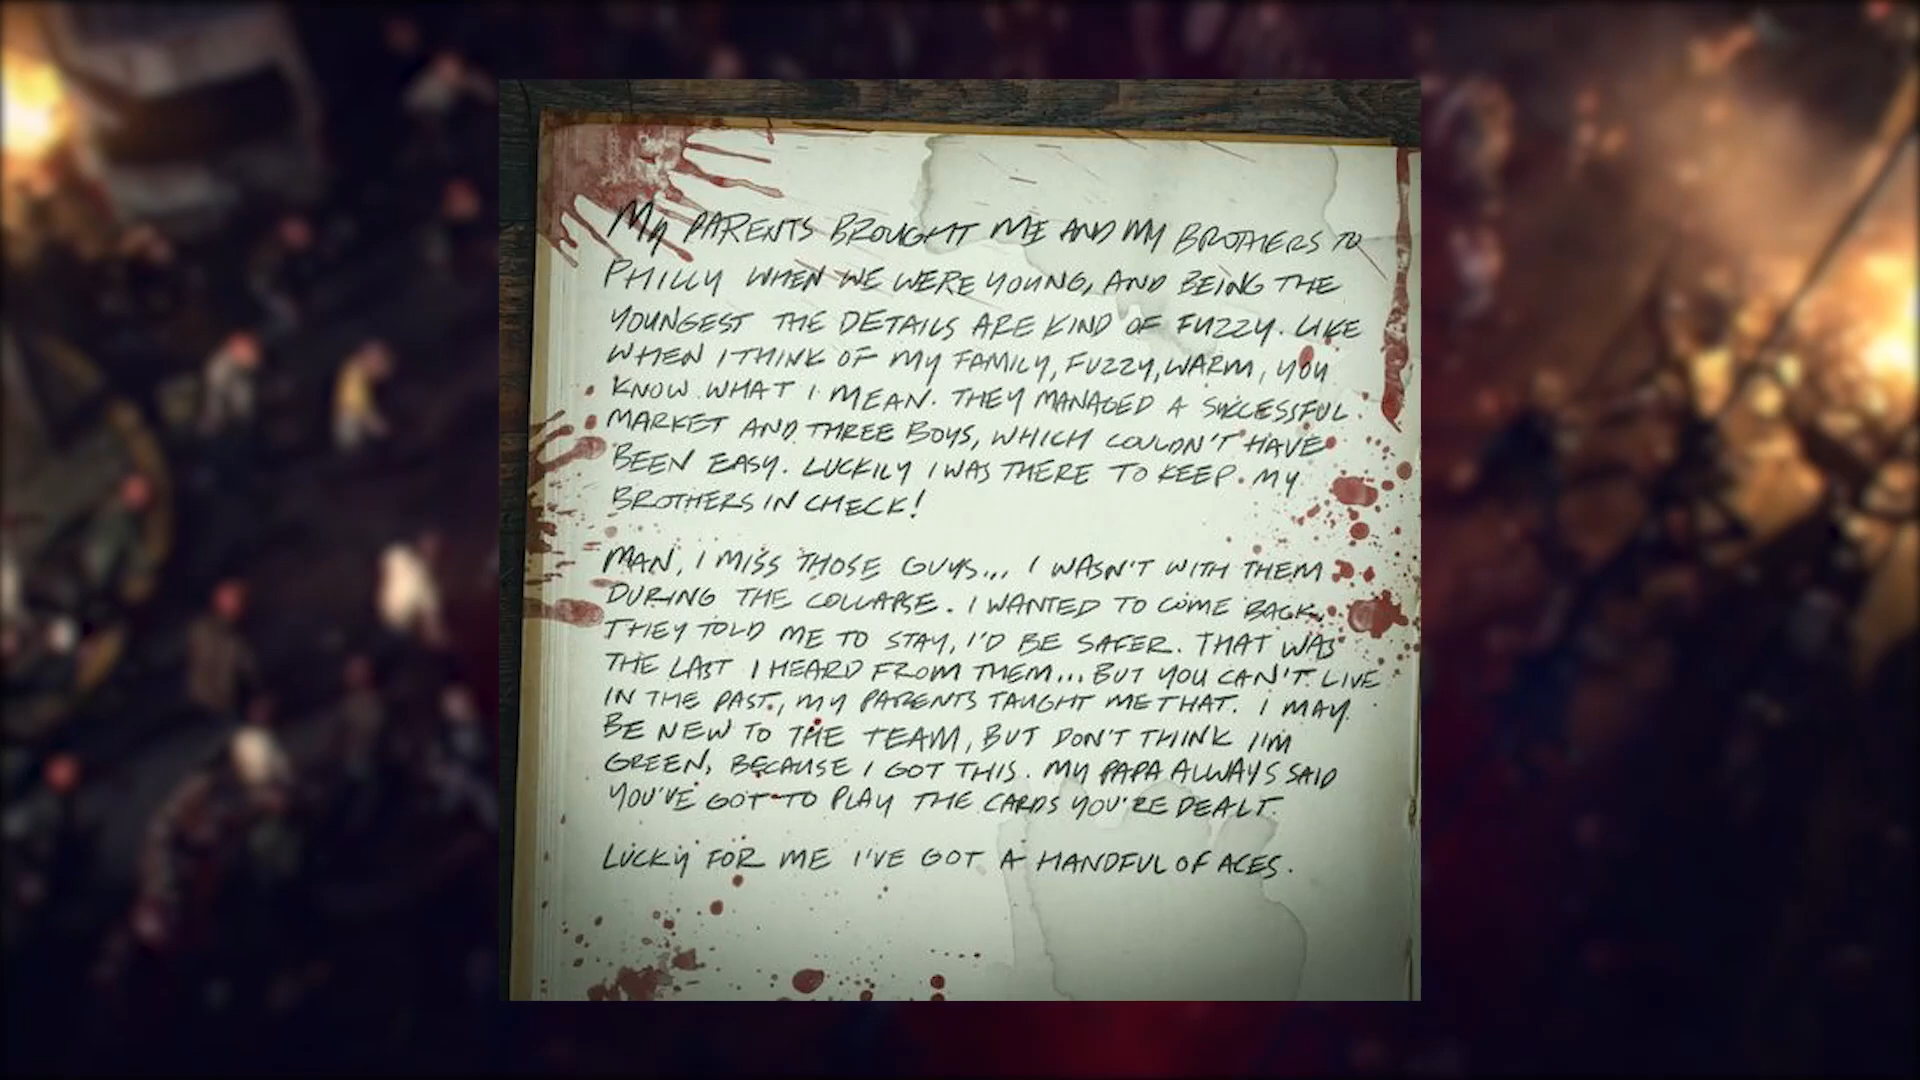 MY PARENTS BROUGHT ME AND MY BROTHERS TO
PHILLY WHEN WE WERE YOUNG, AND BEING THE
YOUNGEST THE DETAILS ARE KIND OF FUZZY. LIKE
WHEN I THINK OF MY FAMILY, FUZZY, WARM, YOU
KNOW WHAT I MEAN. THEY MANAGED A SUCCESSFUL
MARKET AND THREE BOYS, WHICH COULDN'T HAVE
BEEN EASY. LUCKILY I WAS THERE TO KEEP MY
BROTHERS IN CHECK!
MAN, I MISS THOSE GUYS... I WASN'T WITH THEM
DURING THE COLLAPSE. I WANTED TO COME BACK,
THEY TOLD ME TO STAY, I'D BE SAFER. THAT WAS
THE LAST I HEARD FROM THEM... BUT YOU CAN'T LIVE
IN THE PAST, MY PARENTS TAUGHT ME THAT. I MAY
BE NEW TO THE TEAM, BUT DON'T THINK I'M
GREEN, BECAUSE I GOT THIS. MY PAPA ALWAYS SAID
YOU'VE GOT TO PLAY THE CARDS YOU'RE DEALT.
LUCKY FOR ME I'VE GOT A HANDFUL OF ACES.